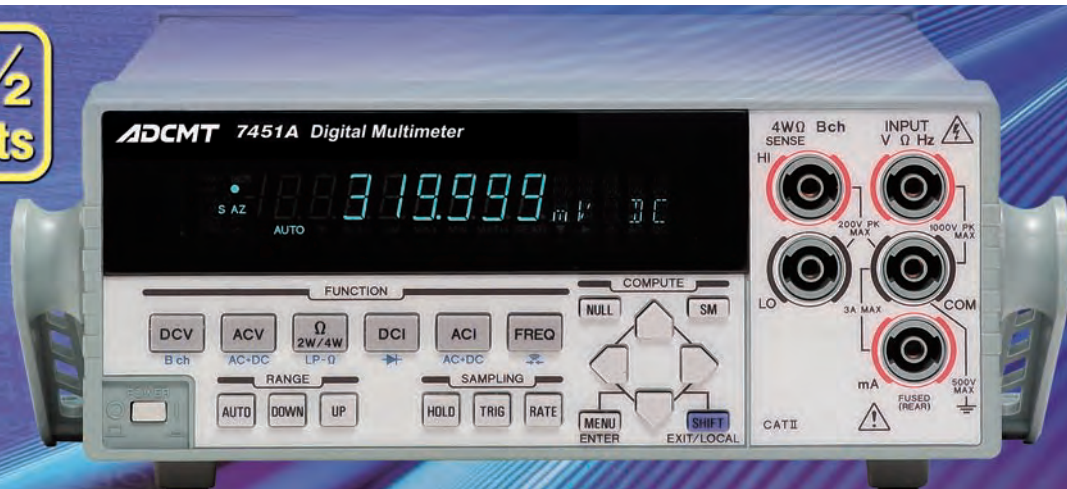 1/2
ts
ADCMT 7451A Digital Multimeter
S AZ
319.999 mV DC
AUTO
FUNCTION
DCV ACV Ω 2W/4W DCI ACI FREQ
B ch AC+DC LP-Ω AC+DC
COMPUTE
NULL SM
POWER
RANGE
AUTO DOWN UP
SAMPLING
HOLD TRIG RATE
MENU SHIFT
ENTER EXIT/LOCAL
4WΩ Bch
SENSE
INPUT
V Ω Hz
HI
200V PK
MAX
1000V PK
MAX
LO
3A MAX
COM
mA
FUSED
(REAR)
500V
MAX
CATII